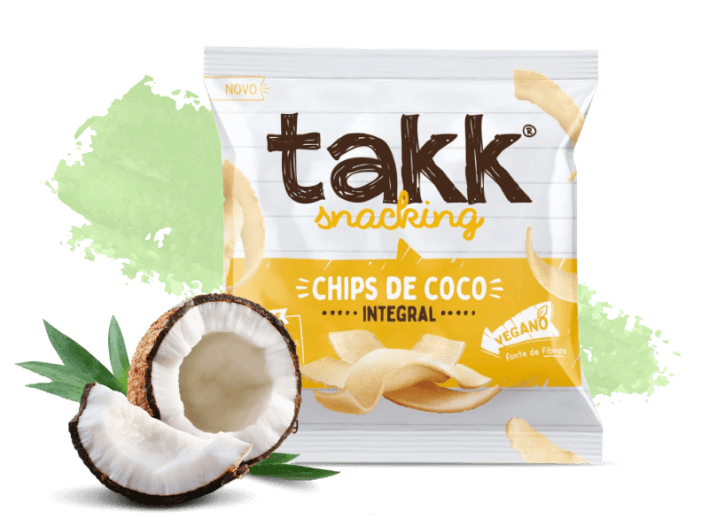 NOVO
takk®
snacking
CHIPS DE COCO
INTEGRAL
VEGANO
fonte de fibras